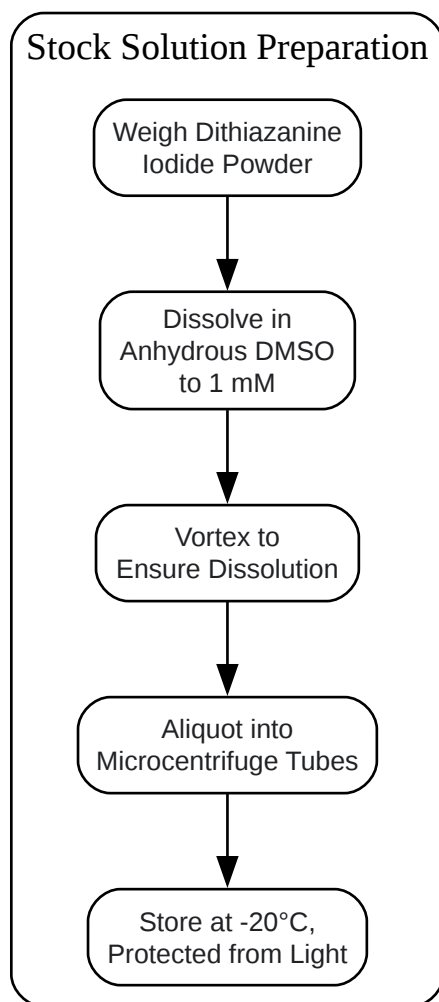 Stock Solution Preparation
Weigh Dithiazanine
Iodide Powder
Dissolve in
Anhydrous DMSO
to 1 mM
Vortex to
Ensure Dissolution
Aliquot into
Microcentrifuge Tubes
Store at -20°C,
Protected from Light